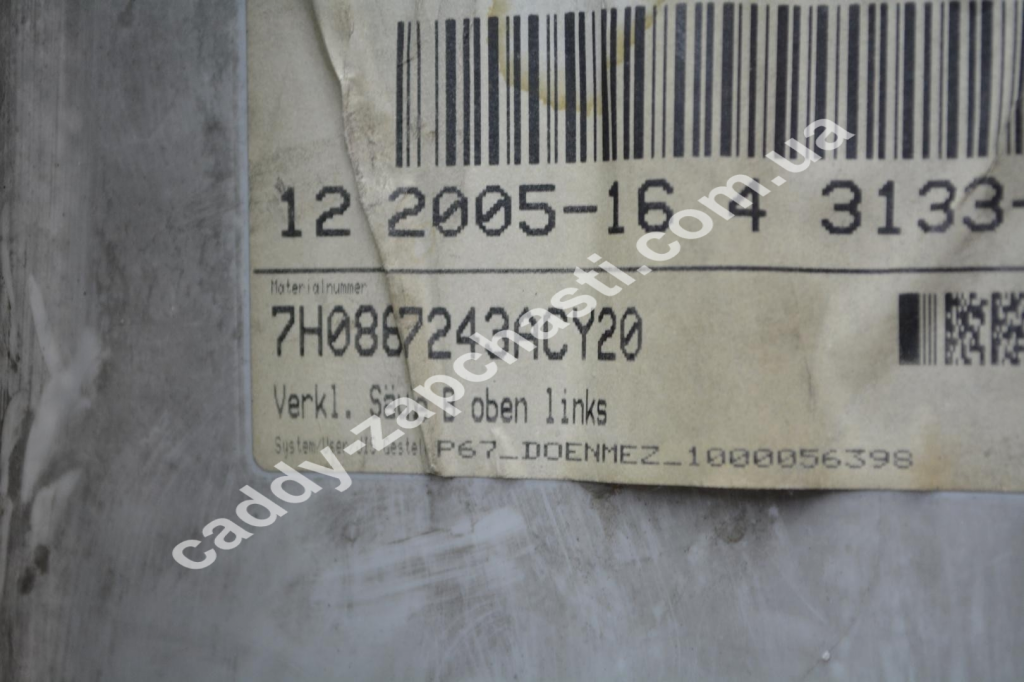 12 2005-16 4 3133-
Materialnummer
7H0867243ACY20
Verkl. Säule B oben links
P67_DOENMEZ_1000056398
caddy-zapchasti.com.ua